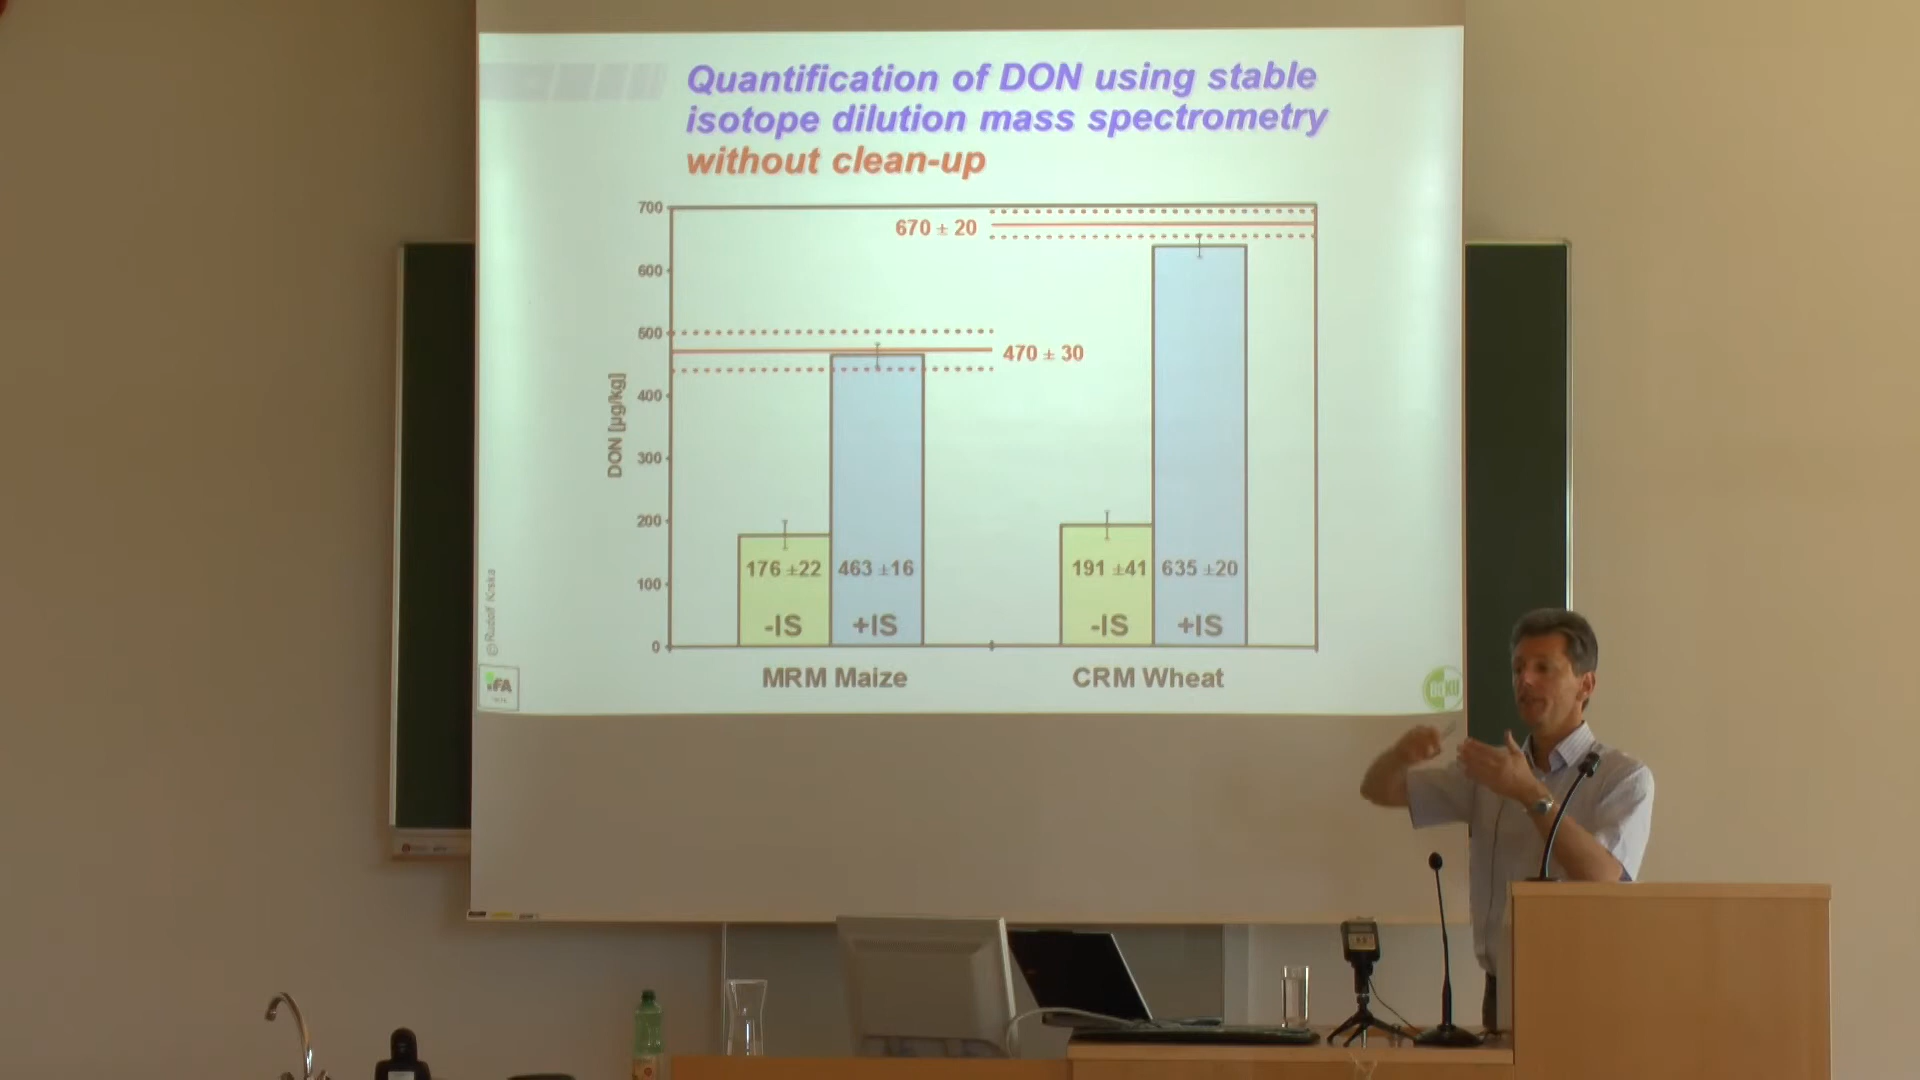 Quantification of DON using stable
isotope dilution mass spectrometry
without clean-up
700
670 ± 20
600
500
470 ± 30
400
DON [µg/kg]
300
200
176 ±22
463 ±16
191 ±41
635 ±20
100
-IS
+IS
-IS
+IS
0
MRM Maize
CRM Wheat
© Rudolf Krska
iFA
BOKU